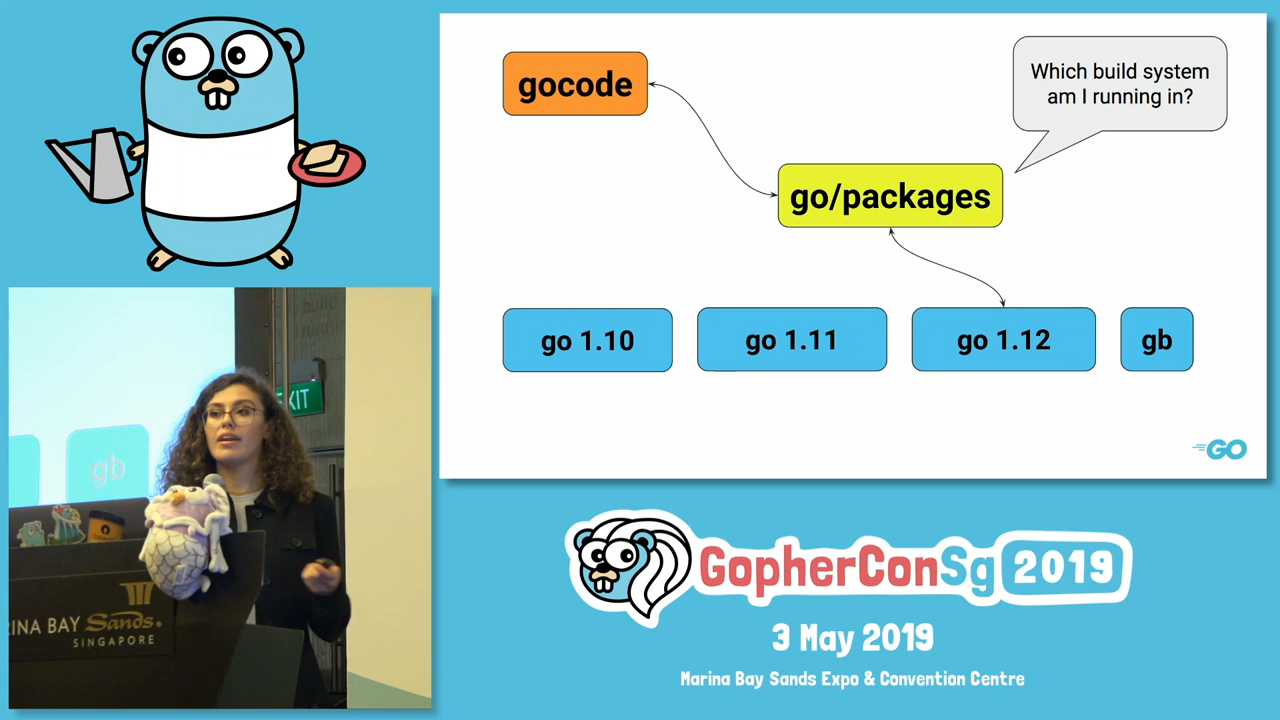 gocode
Which build system
am I running in?
go/packages
go 1.10
go 1.11
go 1.12
gb
GO
EXIT
gb
RINA BAY Sands
SINGAPORE
GopherConSg 2019
3 May 2019
Marina Bay Sands Expo & Convention Centre